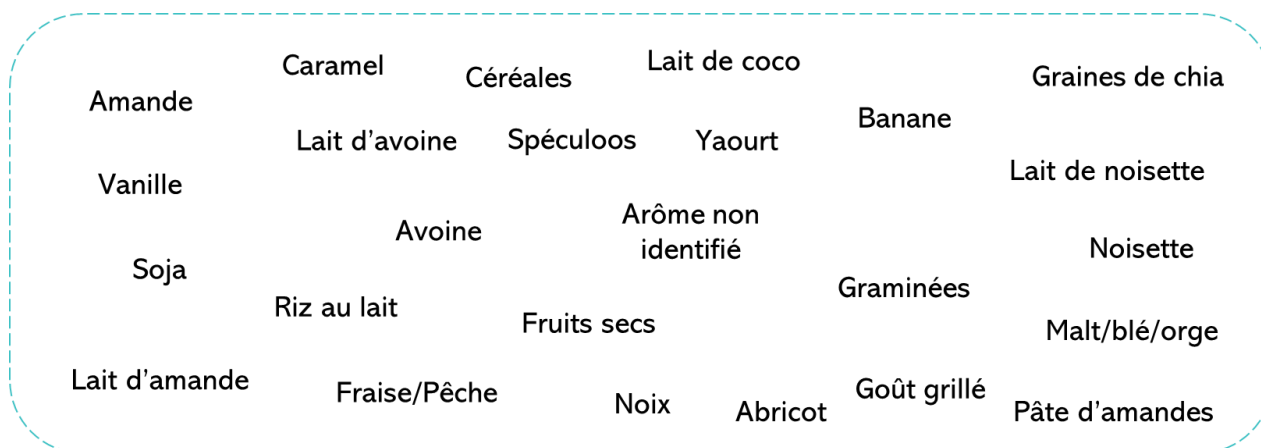 Caramel
Céréales
Lait de coco
Graines de chia
Amande
Banane
Lait d’avoine
Spéculoos
Yaourt
Vanille
Lait de noisette
Avoine
Arôme non
identifié
Noisette
Soja
Graminées
Riz au lait
Fruits secs
Malt/blé/orge
Lait d’amande
Fraise/Pêche
Noix
Abricot
Goût grillé
Pâte d’amandes